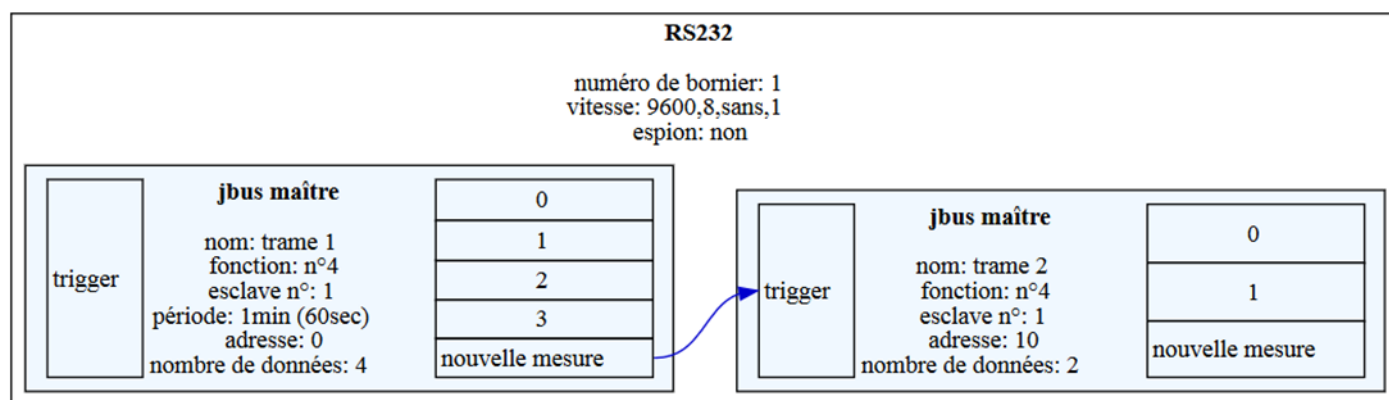 RS232
numéro de bornier: 1
vitesse: 9600,8,sans,1
espion: non
trigger
jbus maître
nom: trame 1
fonction: n°4
esclave n°: 1
période: 1min (60sec)
adresse: 0
nombre de données: 4
0
1
2
3
nouvelle mesure
trigger
jbus maître
nom: trame 2
fonction: n°4
esclave n°: 1
adresse: 10
nombre de données: 2
0
1
nouvelle mesure